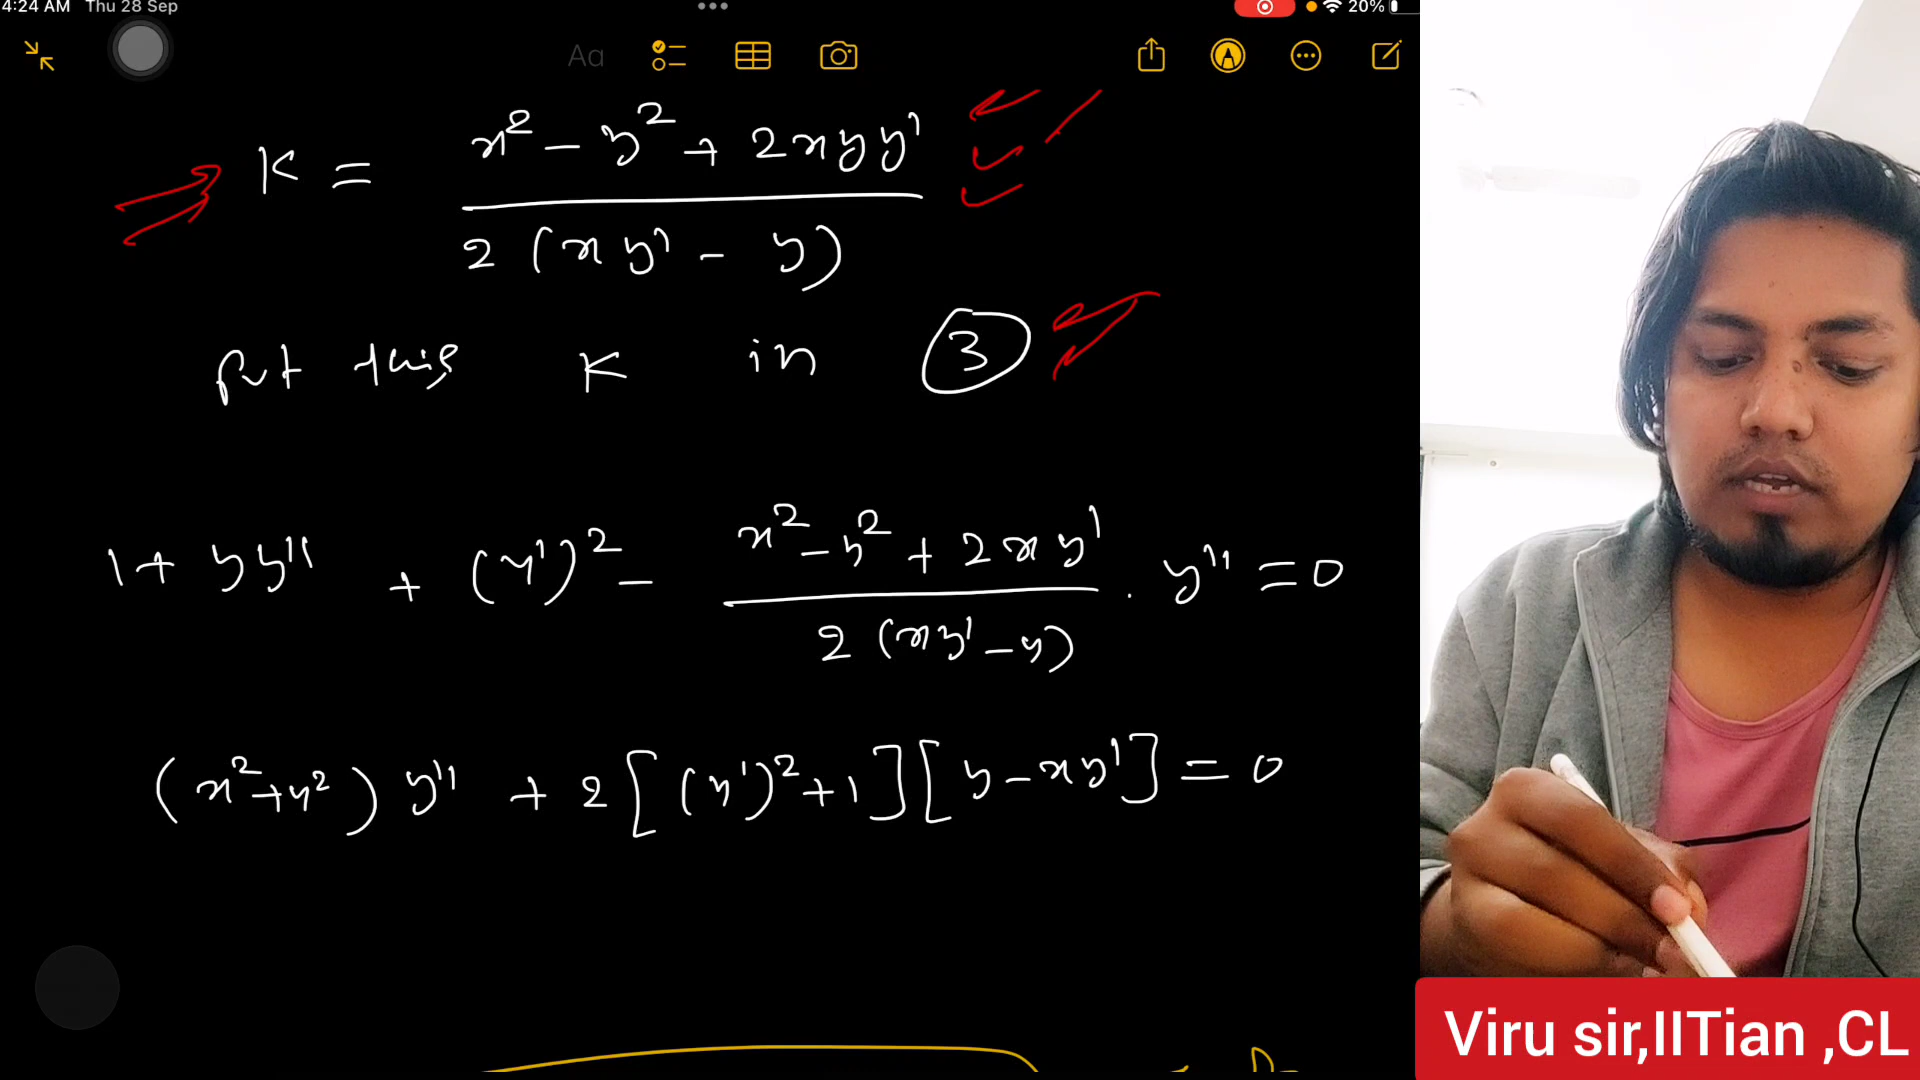 4:24 AM Thu 28 Sep
20%
Aa
K = x² - y² + 2xyy' / 2(xy' - y)
Put this K in ③
1 + yy'' + (y')² - x² - y² + 2xy' / 2(xy' - y) . y'' = 0
(x² + y²) y'' + 2[(y')² + 1][y - xy'] = 0
Viru sir,IITian ,CL